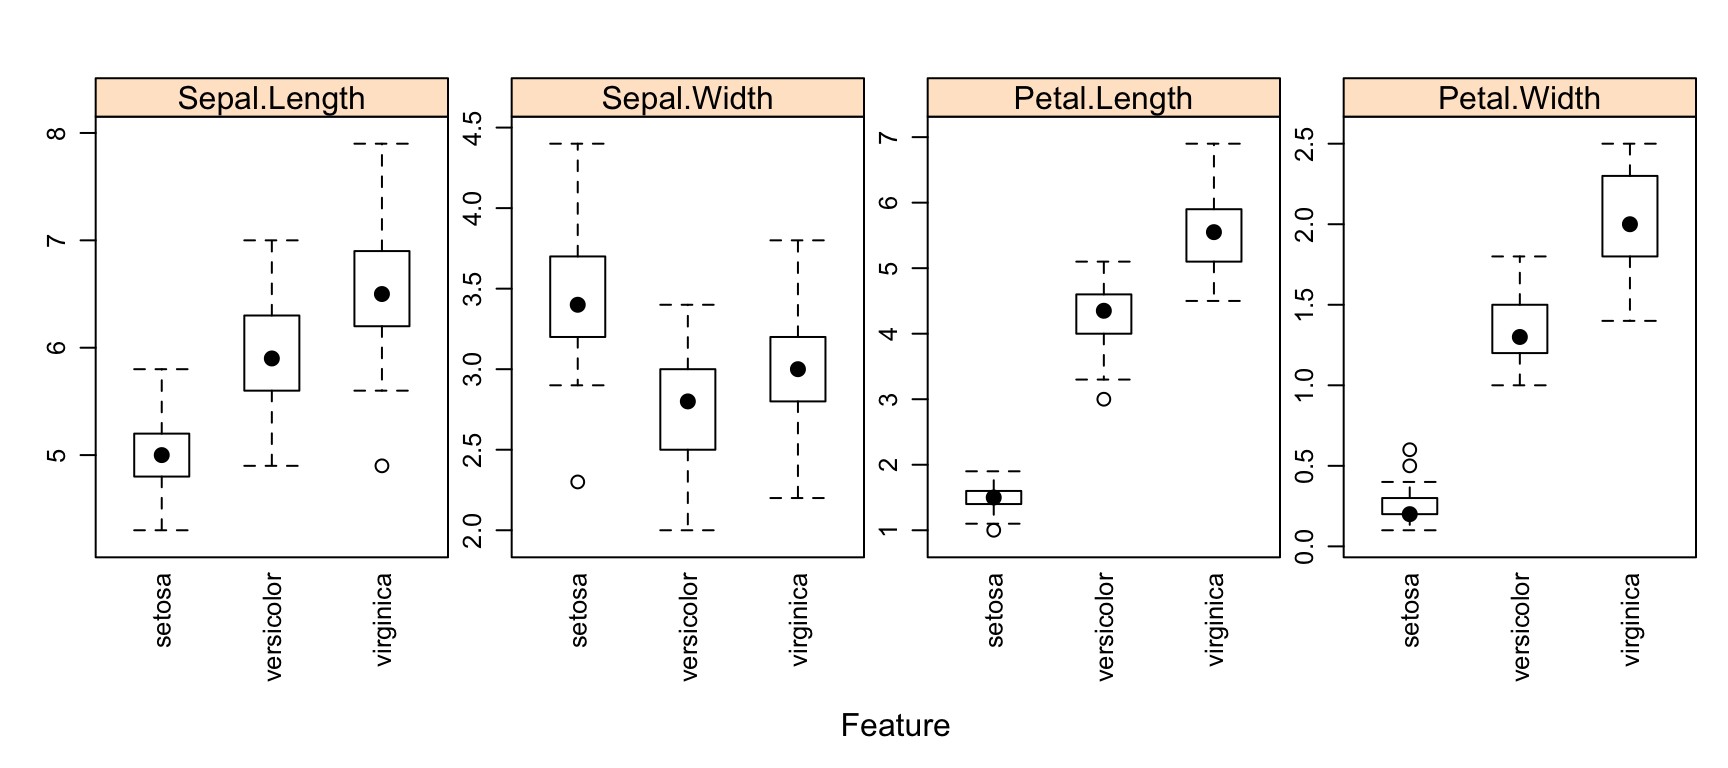 Sepal.Length
Sepal.Width
Petal.Length
Petal.Width
8
7
6
5
4.5
4.0
3.5
3.0
2.5
2.0
7
6
5
4
3
2
1
2.5
2.0
1.5
1.0
0.5
0.0
setosa
versicolor
virginica
setosa
versicolor
virginica
setosa
versicolor
virginica
setosa
versicolor
virginica
Feature